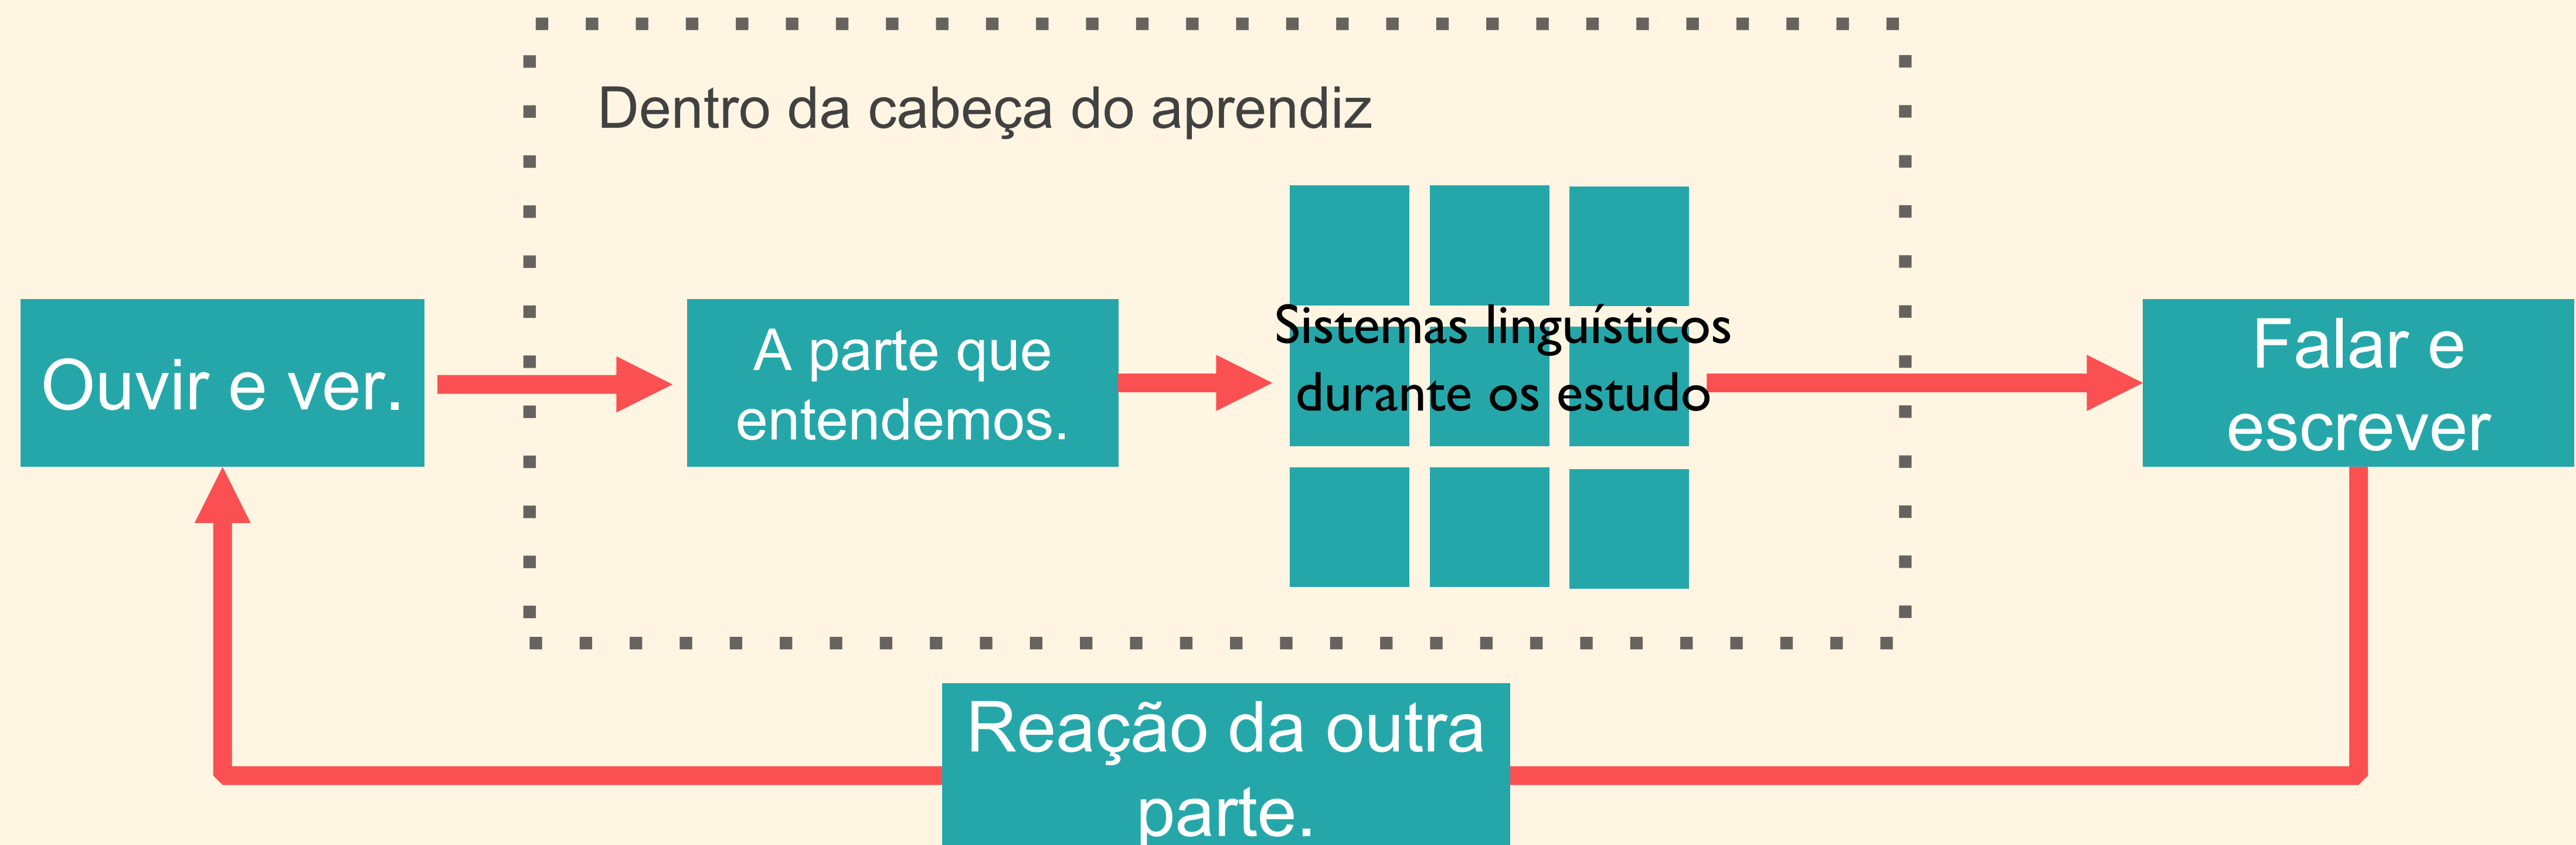 Dentro da cabeça do aprendiz
Ouvir e ver.
A parte que
entendemos.
Sistemas linguísticos
durante os estudo
Falar e
escrever
Reação da outra
parte.